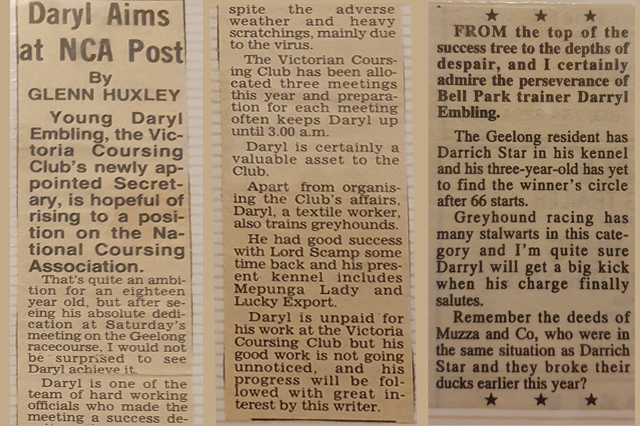 Daryl Aims
at NCA Post
By
GLENN HUXLEY
Young Daryl
Embling, the Vic-
toria Coursing
Club's newly ap-
pointed Secret-
ary, is hopeful of
rising to a posi-
tion on the Na-
tional Coursing
Association.
That's quite an ambi-
tion for an eighteen
year old, but after se-
eing his absolute dedi-
cation at Saturday's
meeting on the Geelong
racecourse, I would not
be surprised to see
Daryl achieve it.
Daryl is one of the
team of hard working
officials who made the
meeting a success de-
spite the adverse
weather and heavy
scratchings, mainly due
to the virus.
The Victorian Cours-
ing Club has been allo-
cated three meetings
this year and prepara-
tion for each meeting
often keeps Daryl up
until 3.00 a.m.
Daryl is certainly a
valuable asset to the
Club.
Apart from organis-
ing the Club's affairs,
Daryl, a textile worker,
also trains greyhounds.
He had good success
with Lord Scamp some
time back and his pres-
ent kennel includes
Mepunga Lady and
Lucky Export.
Daryl is unpaid for
his work at the Victoria
Coursing Club but his
good work is not going
unnoticed, and his
progress will be fol-
lowed with great in-
terest by this writer.
★ ★ ★
FROM the top of the
success tree to the depths of
despair, and I certainly
admire the perseverance of
Bell Park trainer Darryl
Embling.
The Geelong resident has
Darrich Star in his kennel
and his three-year-old has yet
to find the winner's circle
after 66 starts.
Greyhound racing has
many stalwarts in this cate-
gory and I'm quite sure
Darryl will get a big kick
when his charge finally
salutes.
Remember the deeds of
Muzza and Co, who were in
the same situation as Darrich
Star and they broke their
ducks earlier this year?
★ ★ ★